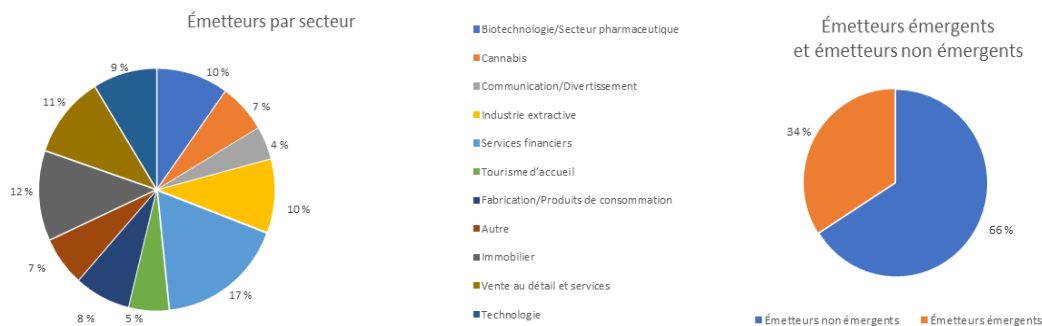 Émetteurs par secteur
10 %
7 %
4 %
10 %
17 %
5 %
8 %
7 %
12 %
11 %
9 %
Biotechnologie/Secteur pharmaceutique
Cannabis
Communication/Divertissement
Industrie extractive
Services financiers
Tourisme d’accueil
Fabrication/Produits de consommation
Autre
Immobilier
Vente au détail et services
Technologie
Émetteurs émergents
et émetteurs non émergents
34 %
66 %
Émetteurs non émergents
Émetteurs émergents